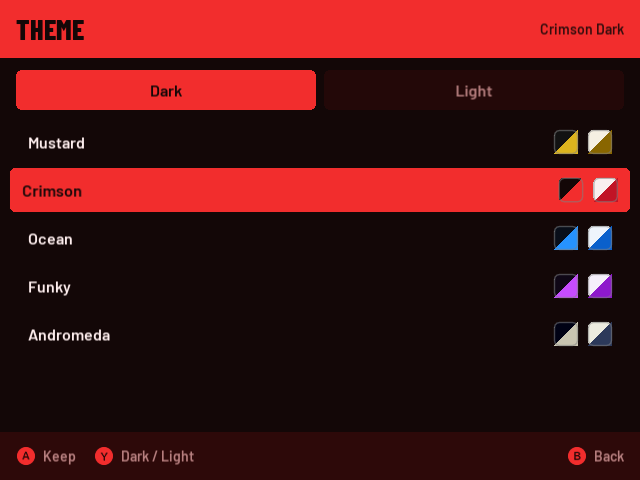 THEME
Crimson Dark
Dark
Light
Mustard
Crimson
Ocean
Funky
Andromeda
A Keep
Y Dark / Light
B Back